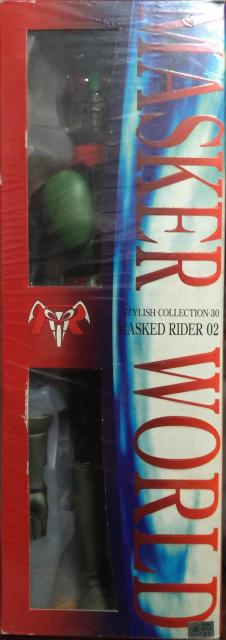 MASKER WORLD
STYLISH COLLECTION-30
MASKED RIDER 02